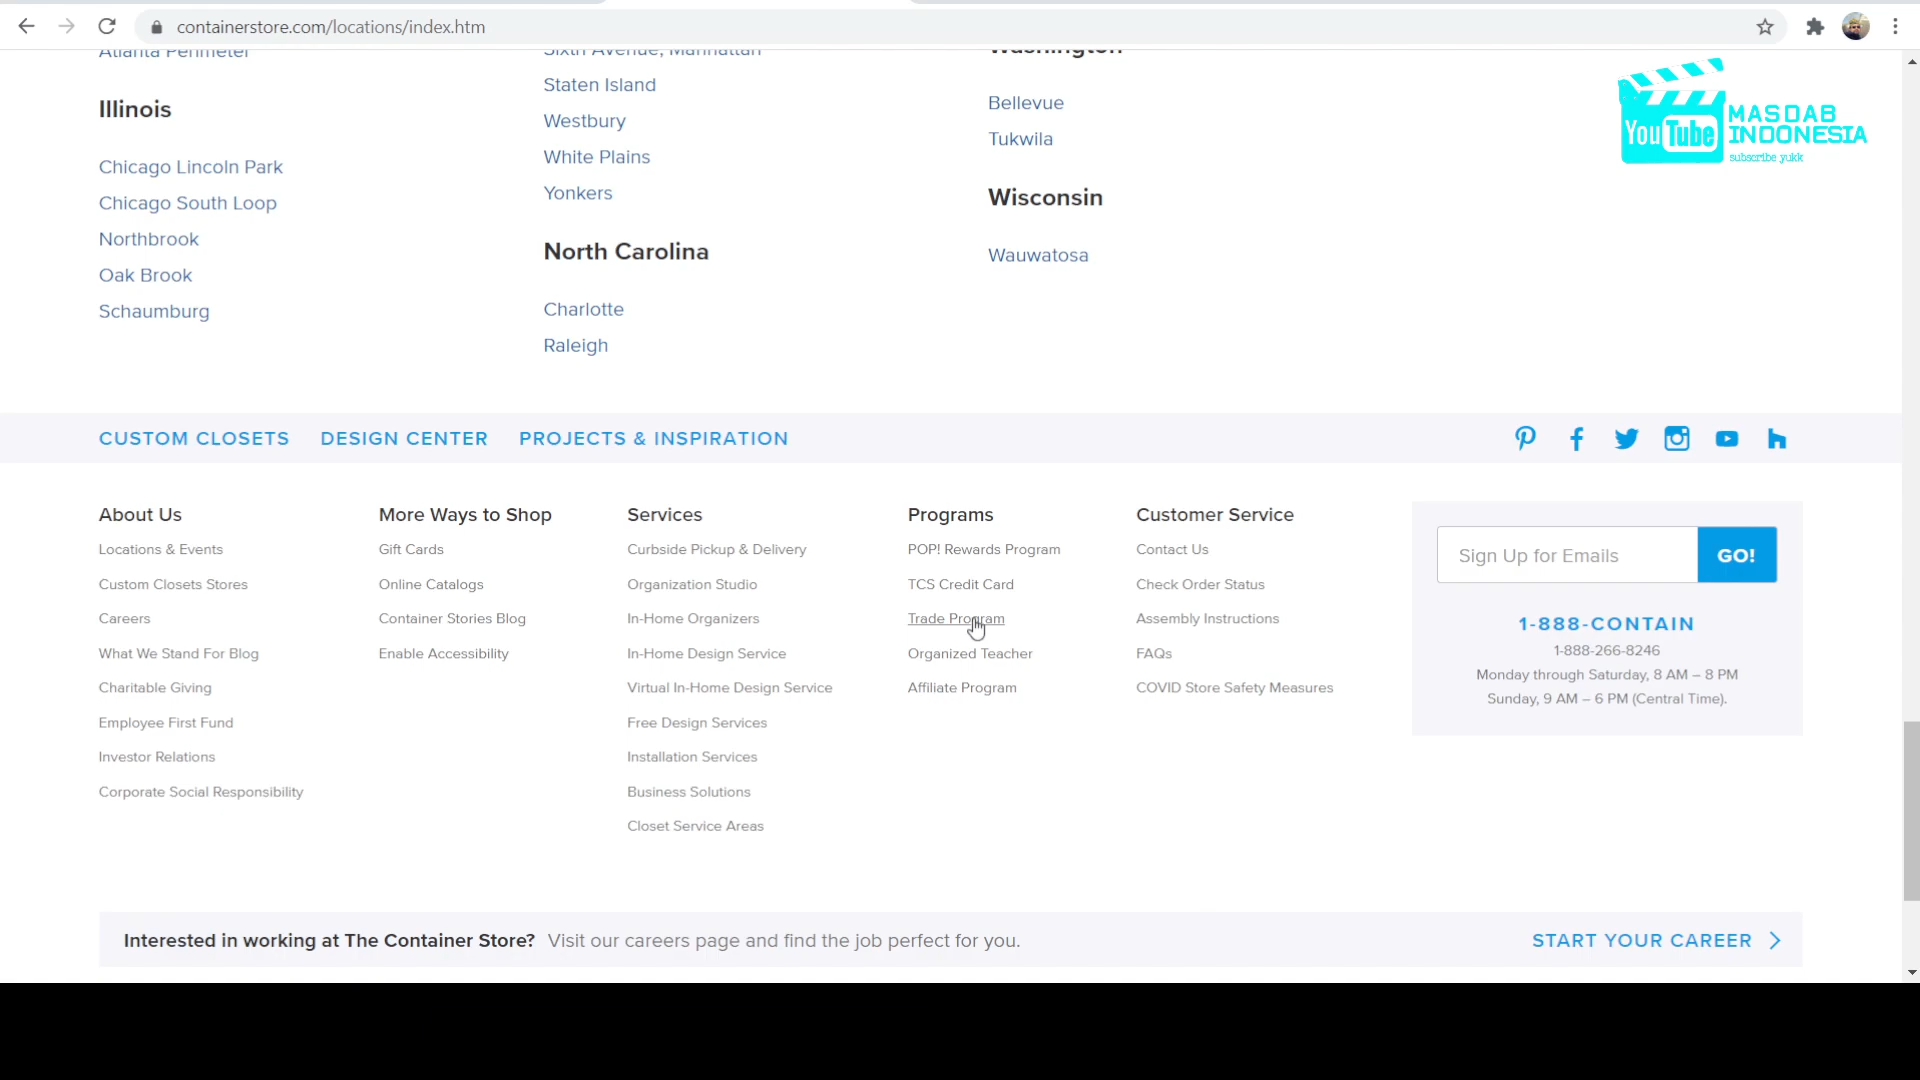 containerstore.com/locations/index.htm
Atlanta Perimeter
Illinois
Chicago Lincoln Park
Chicago South Loop
Northbrook
Oak Brook
Schaumburg
Sixth Avenue, Manhattan
Staten Island
Westbury
White Plains
Yonkers
North Carolina
Charlotte
Raleigh
Washington
Bellevue
Tukwila
Wisconsin
Wauwatosa
YouTube
MASDAB
INDONESIA
subscribe yukk
CUSTOM CLOSETS
DESIGN CENTER
PROJECTS & INSPIRATION
About Us
Locations & Events
Custom Closets Stores
Careers
What We Stand For Blog
Charitable Giving
Employee First Fund
Investor Relations
Corporate Social Responsibility
More Ways to Shop
Gift Cards
Online Catalogs
Container Stories Blog
Enable Accessibility
Services
Curbside Pickup & Delivery
Organization Studio
In-Home Organizers
In-Home Design Service
Virtual In-Home Design Service
Free Design Services
Installation Services
Business Solutions
Closet Service Areas
Programs
POP! Rewards Program
TCS Credit Card
Trade Program
Organized Teacher
Affiliate Program
Customer Service
Contact Us
Check Order Status
Assembly Instructions
FAQs
COVID Store Safety Measures
Sign Up for Emails
GO!
1-888-CONTAIN
1-888-266-8246
Monday through Saturday, 8 AM – 8 PM
Sunday, 9 AM – 6 PM (Central Time).
Interested in working at The Container Store? Visit our careers page and find the job perfect for you.
START YOUR CAREER